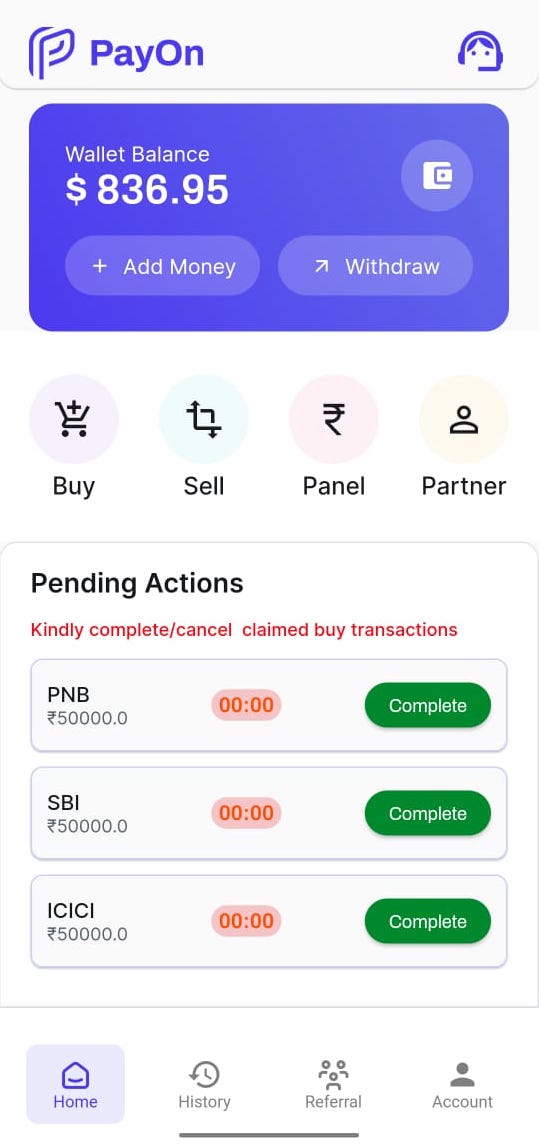 PayOn
Wallet Balance
$ 836.95
+ Add Money
Withdraw
₹
Buy
Sell
Panel
Partner
Pending Actions
Kindly complete/cancel  claimed buy transactions
PNB
₹50000.0
00:00
Complete
SBI
₹50000.0
00:00
Complete
ICICI
₹50000.0
00:00
Complete
Home
History
Referral
Account